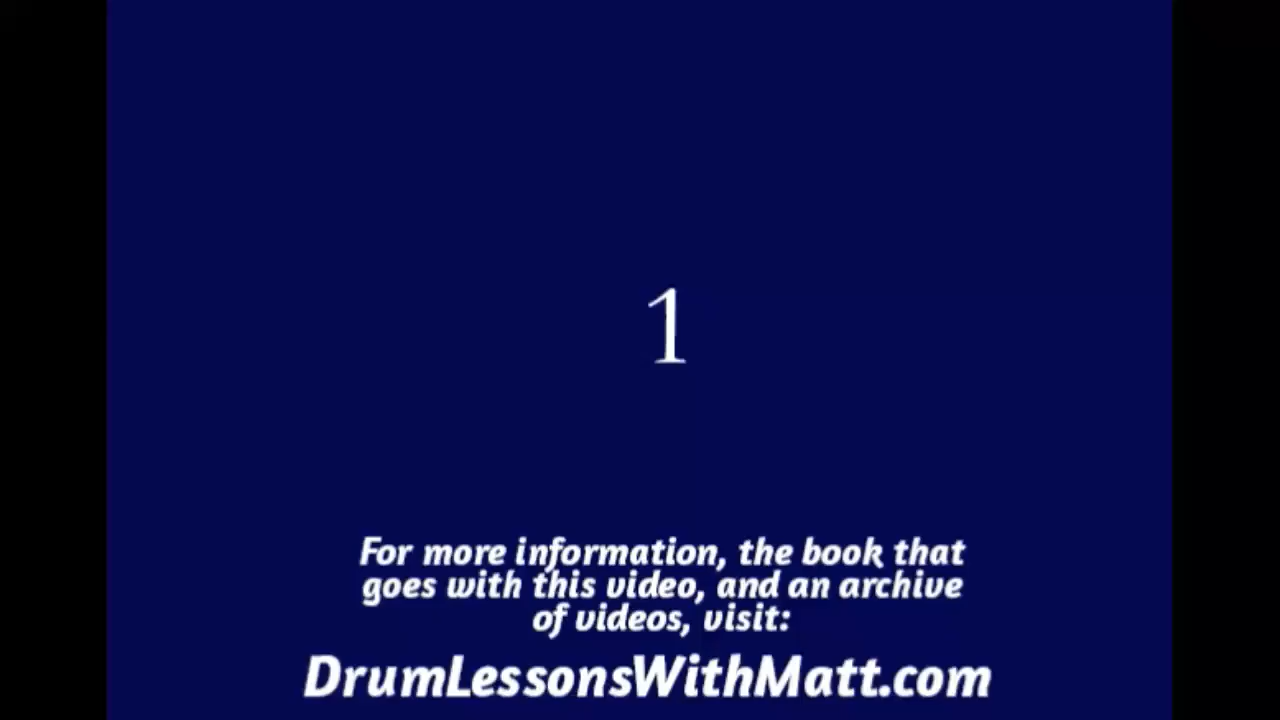 1
For more information, the book that
goes with this video, and an archive
of videos, visit:
DrumLessonsWithMatt.com